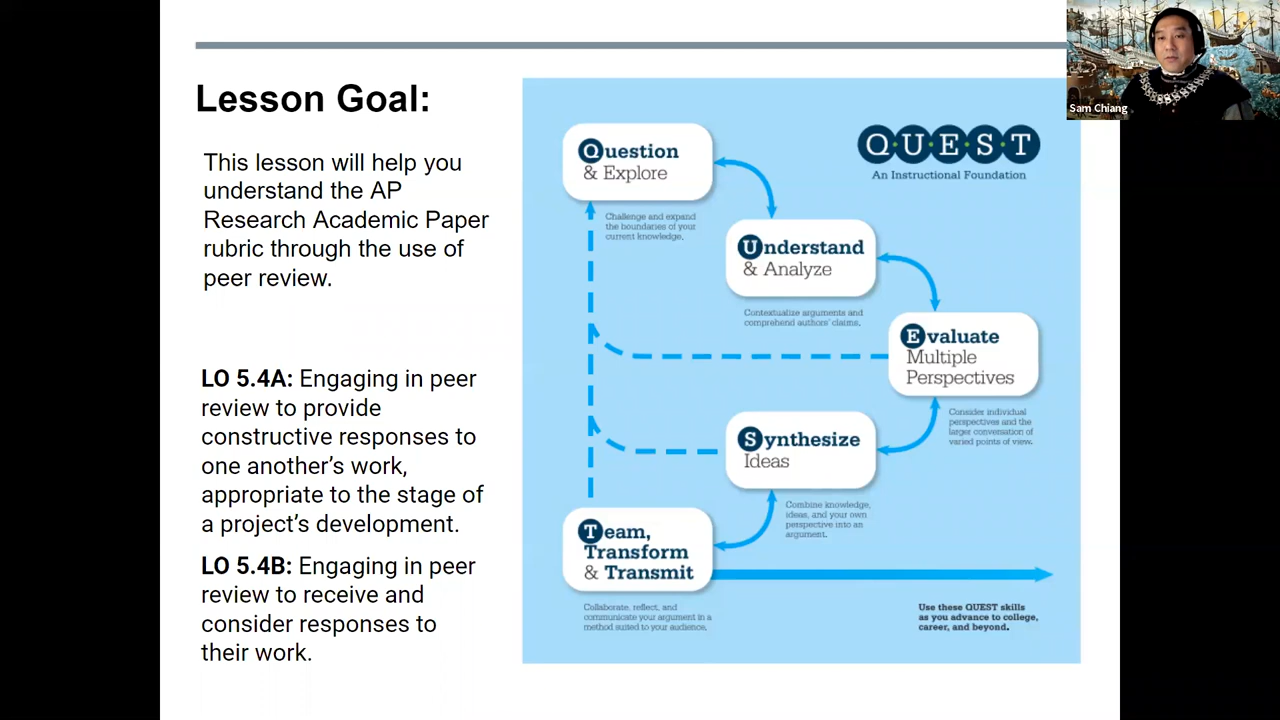 Lesson Goal:
This lesson will help you
understand the AP
Research Academic Paper
rubric through the use of
peer review.
LO 5.4A: Engaging in peer
review to provide
constructive responses to
one another’s work,
appropriate to the stage of
a project’s development.
LO 5.4B: Engaging in peer
review to receive and
consider responses to
their work.
Q·U·E·S·T
An Instructional Foundation
Question
& Explore
Challenge and expand
the boundaries of your
current knowledge.
Understand
& Analyze
Contextualize arguments and
comprehend authors’ claims.
Evaluate
Multiple
Perspectives
Consider individual
perspectives and the
larger conversation of
varied points of view.
Synthesize
Ideas
Combine knowledge,
ideas, and your own
perspective into an
argument.
Team,
Transform
& Transmit
Collaborate, reflect, and
communicate your argument in a
method suited to your audience.
Use these QUEST skills
as you advance to college,
career, and beyond.
Sam Chiang